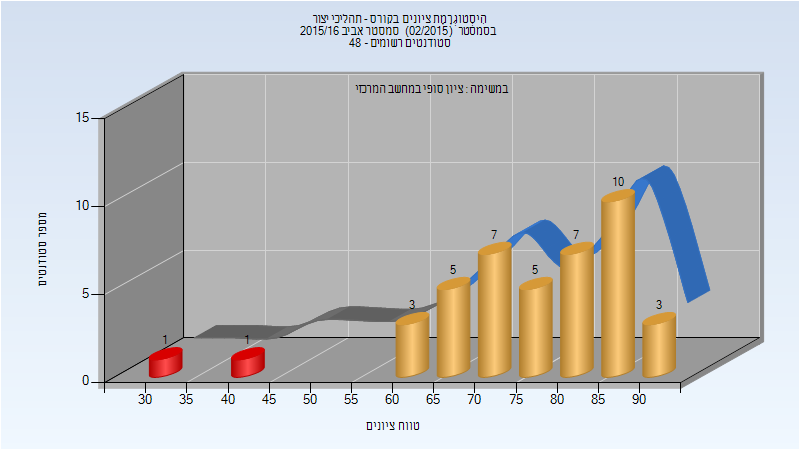 היסטוגרמת ציונים בקורס - תהליכי יצור
בסמסטר (02/2015) סמסטר אביב 2015/16
סטודנטים רשומים - 48
במשימה : ציון סופי במחשב המרכזי
מספר סטודנטים
15
10
5
0
1
1
3
5
7
5
7
10
3
30 35 40 45 50 55 60 65 70 75 80 85 90
טווח ציונים